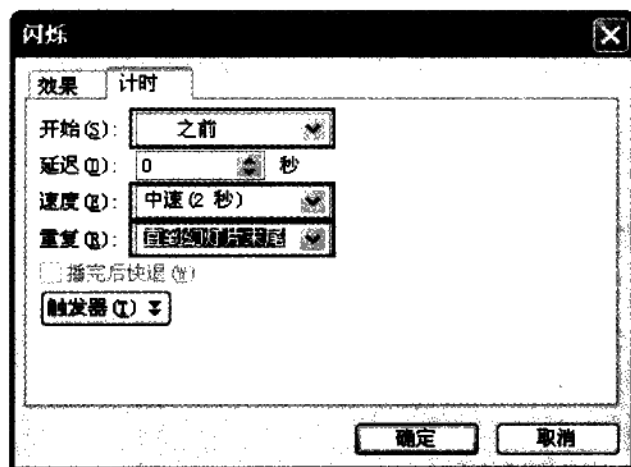 闪烁
效果 计时
开始(S): 之前
延迟(D): 0 秒
速度(E): 中速(2 秒)
重复(R):
播完后快退(W)
触发器(T)
确定 取消